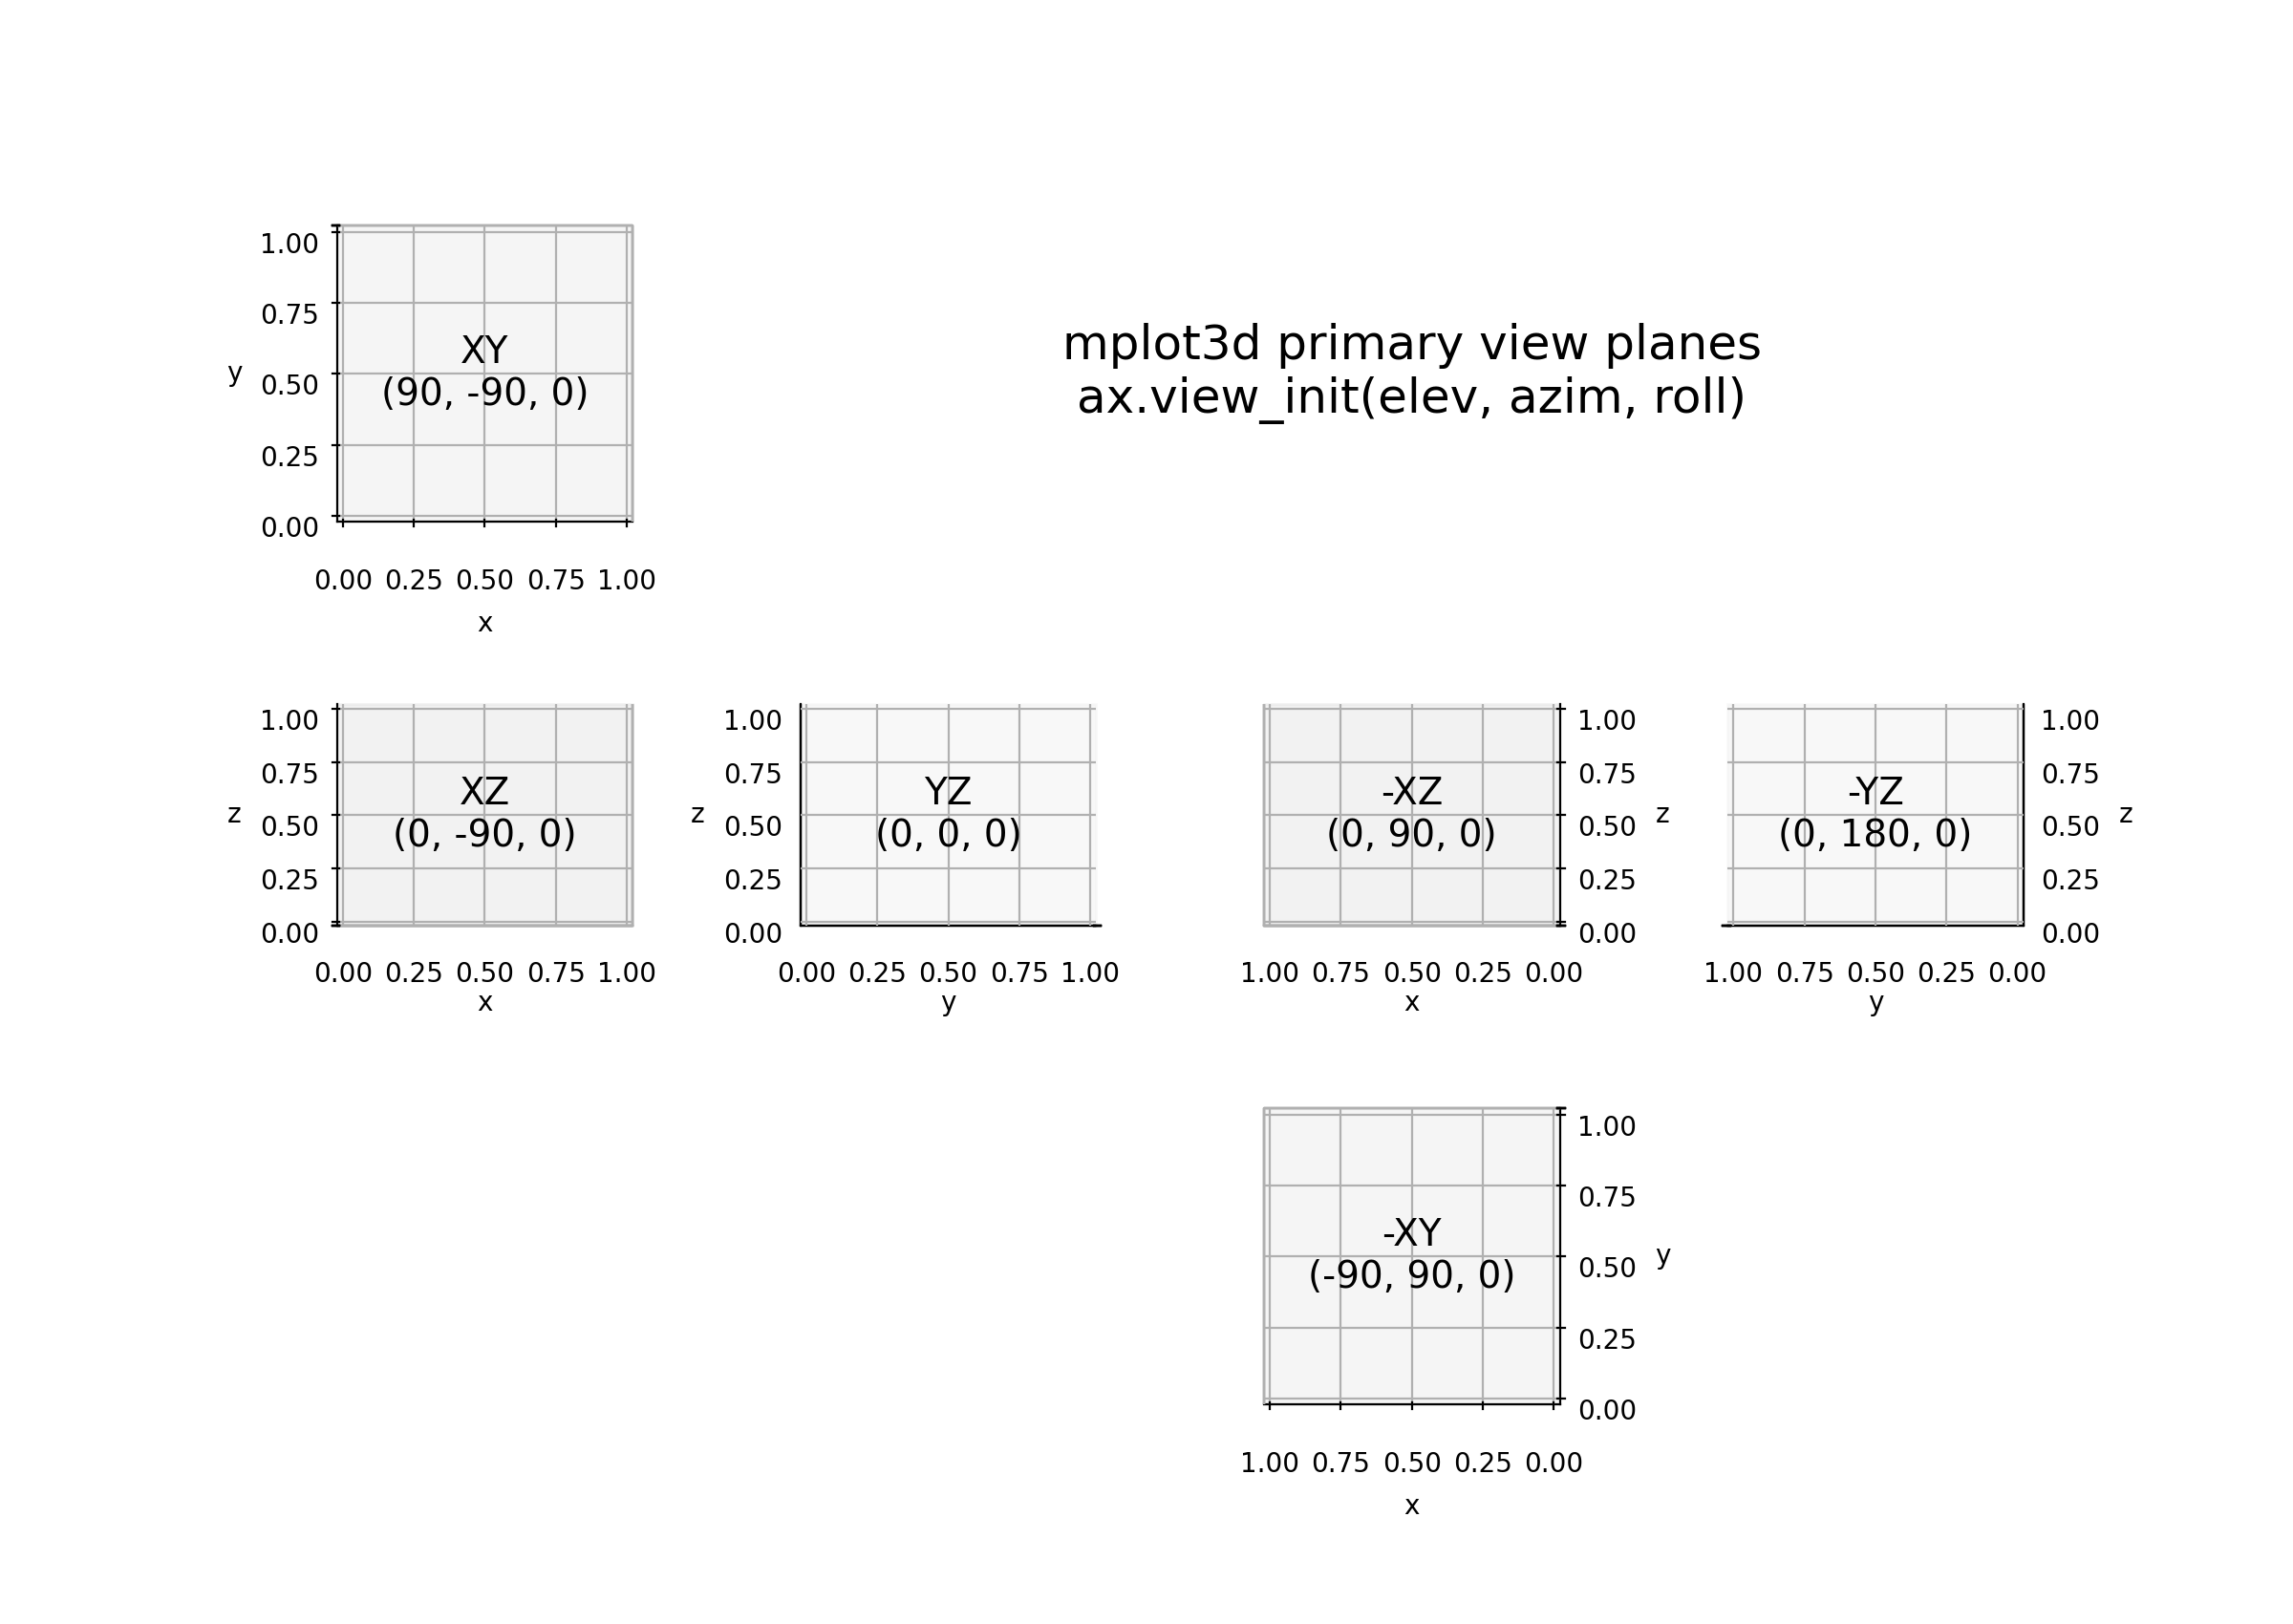 mplot3d primary view planes
ax.view_init(elev, azim, roll)
1.00
0.75
0.50
0.25
0.00
y
XY
(90, -90, 0)
0.00 0.25 0.50 0.75 1.00
x
1.00
0.75
0.50
0.25
0.00
z
XZ
(0, -90, 0)
0.00 0.25 0.50 0.75 1.00
x
1.00
0.75
0.50
0.25
0.00
z
YZ
(0, 0, 0)
0.00 0.25 0.50 0.75 1.00
y
-XZ
(0, 90, 0)
1.00
0.75
0.50
0.25
0.00
z
1.00 0.75 0.50 0.25 0.00
x
-YZ
(0, 180, 0)
1.00
0.75
0.50
0.25
0.00
z
1.00 0.75 0.50 0.25 0.00
y
-XY
(-90, 90, 0)
1.00
0.75
0.50
0.25
0.00
y
1.00 0.75 0.50 0.25 0.00
x